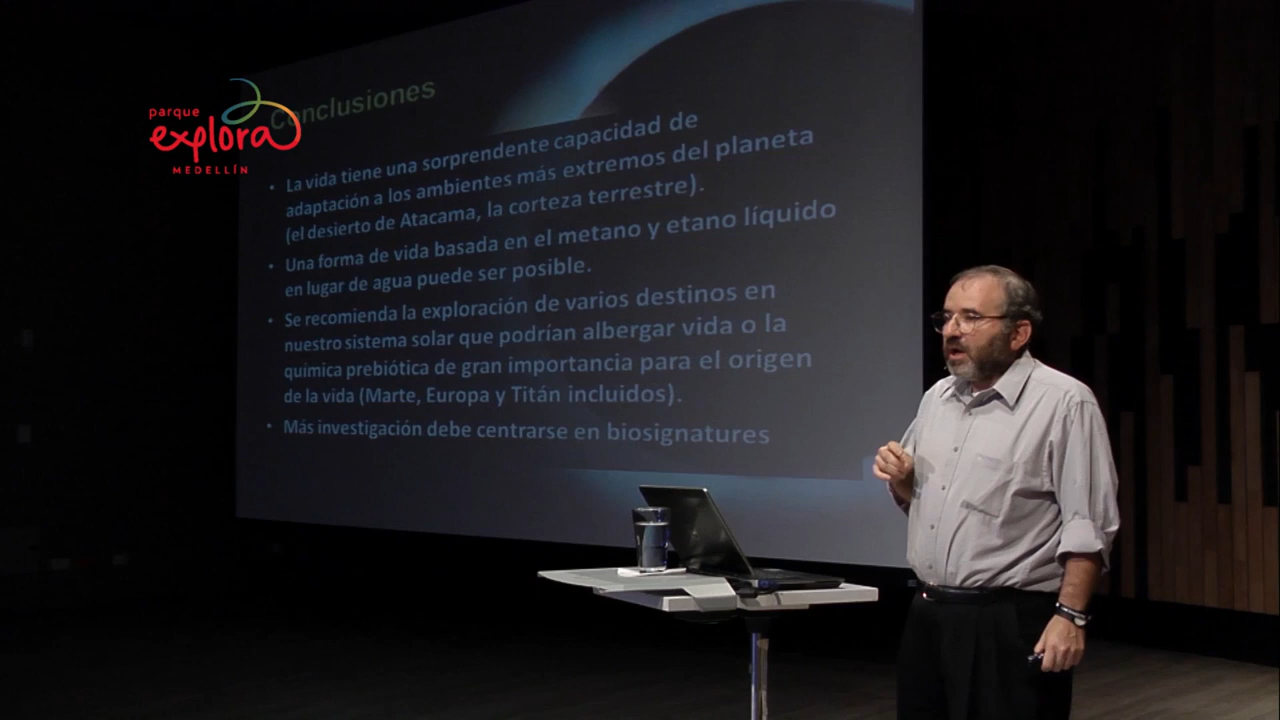 parque
explora
MEDELLÍN
Conclusiones
• La vida tiene una sorprendente capacidad de
adaptación a los ambientes más extremos del planeta
(el desierto de Atacama, la corteza terrestre).
• Una forma de vida basada en el metano y etano líquido
en lugar de agua puede ser posible.
• Se recomienda la exploración de varios destinos en
nuestro sistema solar que podrían albergar vida o la
química prebiótica de gran importancia para el origen
de la vida (Marte, Europa y Titán incluidos).
• Más investigación debe centrarse en biosignatures